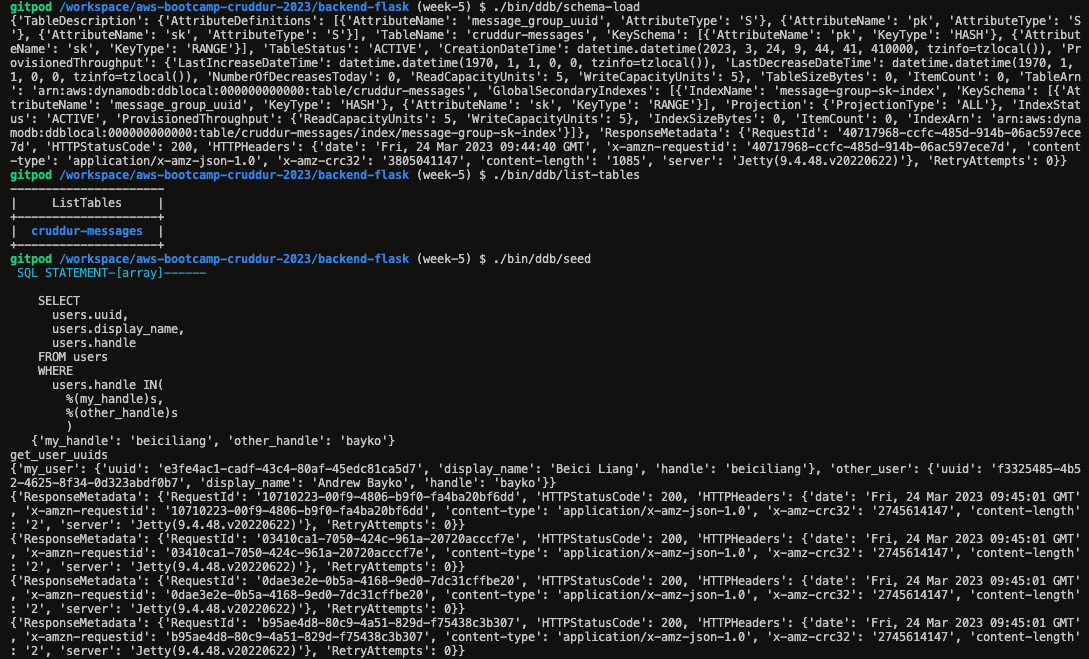 gitpod /workspace/aws-bootcamp-cruddur-2023/backend-flask (week-5) $ ./bin/ddb/schema-load
{'TableDescription': {'AttributeDefinitions': [{'AttributeName': 'message_group_uuid', 'AttributeType': 'S'}, {'AttributeName': 'pk', 'AttributeType': 'S
'}, {'AttributeName': 'sk', 'AttributeType': 'S'}], 'TableName': 'cruddur-messages', 'KeySchema': [{'AttributeName': 'pk', 'KeyType': 'HASH'}, {'Attribut
eName': 'sk', 'KeyType': 'RANGE'}], 'TableStatus': 'ACTIVE', 'CreationDateTime': datetime.datetime(2023, 3, 24, 9, 44, 41, 410000, tzinfo=tzlocal()), 'Pr
ovisionedThroughput': {'LastIncreaseDateTime': datetime.datetime(1970, 1, 1, 0, 0, tzinfo=tzlocal()), 'LastDecreaseDateTime': datetime.datetime(1970, 1, 
1, 0, 0, tzinfo=tzlocal()), 'NumberOfDecreasesToday': 0, 'ReadCapacityUnits': 5, 'WriteCapacityUnits': 5}, 'TableSizeBytes': 0, 'ItemCount': 0, 'TableArn
': 'arn:aws:dynamodb:ddblocal:000000000000:table/cruddur-messages', 'GlobalSecondaryIndexes': [{'IndexName': 'message-group-sk-index', 'KeySchema': [{'At
tributeName': 'message_group_uuid', 'KeyType': 'HASH'}, {'AttributeName': 'sk', 'KeyType': 'RANGE'}], 'Projection': {'ProjectionType': 'ALL'}, 'IndexStat
us': 'ACTIVE', 'ProvisionedThroughput': {'ReadCapacityUnits': 5, 'WriteCapacityUnits': 5}, 'IndexSizeBytes': 0, 'ItemCount': 0, 'IndexArn': 'arn:aws:dyna
modb:ddblocal:000000000000:table/cruddur-messages/index/message-group-sk-index'}]}, 'ResponseMetadata': {'RequestId': '40717968-ccfc-485d-914b-06ac597ece
7d', 'HTTPStatusCode': 200, 'HTTPHeaders': {'date': 'Fri, 24 Mar 2023 09:44:40 GMT', 'x-amzn-requestid': '40717968-ccfc-485d-914b-06ac597ece7d', 'content
-type': 'application/x-amz-json-1.0', 'x-amz-crc32': '3805041147', 'content-length': '1085', 'server': 'Jetty(9.4.48.v20220622)'}, 'RetryAttempts': 0}}
gitpod /workspace/aws-bootcamp-cruddur-2023/backend-flask (week-5) $ ./bin/ddb/list-tables
----------------------
|     ListTables     |
+--------------------+
|  cruddur-messages  |
+--------------------+
gitpod /workspace/aws-bootcamp-cruddur-2023/backend-flask (week-5) $ ./bin/ddb/seed
SQL STATEMENT-[array]------
SELECT
users.uuid,
users.display_name,
users.handle
FROM users
WHERE
users.handle IN(
%(my_handle)s,
%(other_handle)s
)
{'my_handle': 'beiciliang', 'other_handle': 'bayko'}
get_user_uuids
{'my_user': {'uuid': 'e3fe4ac1-cadf-43c4-80af-45edc81ca5d7', 'display_name': 'Beici Liang', 'handle': 'beiciliang'}, 'other_user': {'uuid': 'f3325485-4b5
2-4625-8f34-0d323abdf0b7', 'display_name': 'Andrew Bayko', 'handle': 'bayko'}}
{'ResponseMetadata': {'RequestId': '10710223-00f9-4806-b9f0-fa4ba20bf6dd', 'HTTPStatusCode': 200, 'HTTPHeaders': {'date': 'Fri, 24 Mar 2023 09:45:01 GMT'
, 'x-amzn-requestid': '10710223-00f9-4806-b9f0-fa4ba20bf6dd', 'content-type': 'application/x-amz-json-1.0', 'x-amz-crc32': '2745614147', 'content-length'
: '2', 'server': 'Jetty(9.4.48.v20220622)'}, 'RetryAttempts': 0}}
{'ResponseMetadata': {'RequestId': '03410ca1-7050-424c-961a-20720acccf7e', 'HTTPStatusCode': 200, 'HTTPHeaders': {'date': 'Fri, 24 Mar 2023 09:45:01 GMT'
, 'x-amzn-requestid': '03410ca1-7050-424c-961a-20720acccf7e', 'content-type': 'application/x-amz-json-1.0', 'x-amz-crc32': '2745614147', 'content-length'
: '2', 'server': 'Jetty(9.4.48.v20220622)'}, 'RetryAttempts': 0}}
{'ResponseMetadata': {'RequestId': '0dae3e2e-0b5a-4168-9ed0-7dc31cffbe20', 'HTTPStatusCode': 200, 'HTTPHeaders': {'date': 'Fri, 24 Mar 2023 09:45:01 GMT'
, 'x-amzn-requestid': '0dae3e2e-0b5a-4168-9ed0-7dc31cffbe20', 'content-type': 'application/x-amz-json-1.0', 'x-amz-crc32': '2745614147', 'content-length'
: '2', 'server': 'Jetty(9.4.48.v20220622)'}, 'RetryAttempts': 0}}
{'ResponseMetadata': {'RequestId': 'b95ae4d8-80c9-4a51-829d-f75438c3b307', 'HTTPStatusCode': 200, 'HTTPHeaders': {'date': 'Fri, 24 Mar 2023 09:45:01 GMT'
, 'x-amzn-requestid': 'b95ae4d8-80c9-4a51-829d-f75438c3b307', 'content-type': 'application/x-amz-json-1.0', 'x-amz-crc32': '2745614147', 'content-length'
: '2', 'server': 'Jetty(9.4.48.v20220622)'}, 'RetryAttempts': 0}}